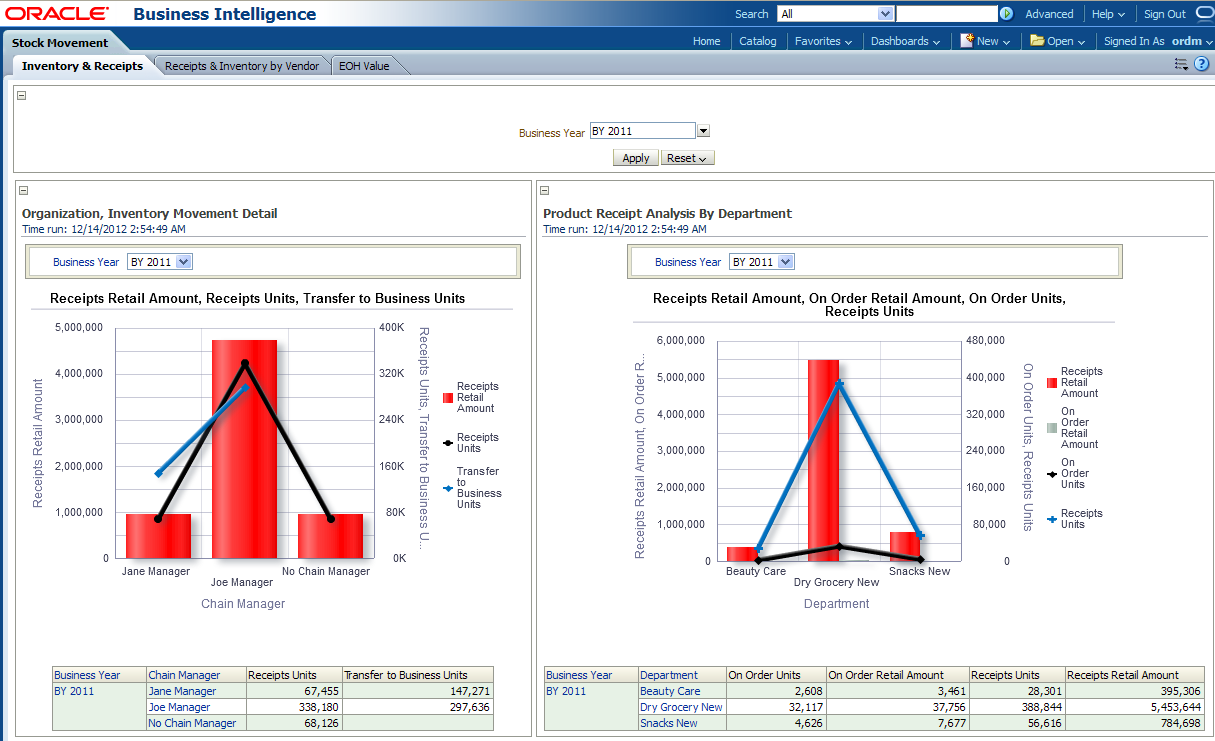 ORACLE® Business Intelligence
Search All Advanced Help Sign Out
Stock Movement
Home Catalog Favorites Dashboards New Open Signed In As ordm
Inventory & Receipts Receipts & Inventory by Vendor EOH Value
Business Year BY 2011
Apply Reset
Organization, Inventory Movement Detail
Time run: 12/14/2012 2:54:49 AM
Business Year BY 2011
Receipts Retail Amount, Receipts Units, Transfer to Business Units
5,000,000
4,000,000
3,000,000
2,000,000
1,000,000
0
Receipts Retail Amount
400K
320K
240K
160K
80K
0K
Receipts Units, Transfer to Business U...
Receipts
Retail
Amount
Receipts
Units
Transfer
to
Business
Units
Jane Manager
Joe Manager
No Chain Manager
Chain Manager
Business Year Chain Manager Receipts Units Transfer to Business Units
BY 2011 Jane Manager 67,455 147,271
Joe Manager 338,180 297,636
No Chain Manager 68,126
Product Receipt Analysis By Department
Time run: 12/14/2012 2:54:49 AM
Business Year BY 2011
Receipts Retail Amount, On Order Retail Amount, On Order Units,
Receipts Units
6,000,000
5,000,000
4,000,000
3,000,000
2,000,000
1,000,000
0
Receipts Retail Amount, On Order R...
480,000
400,000
320,000
240,000
160,000
80,000
0
On Order Units, Receipts Units
Receipts
Retail
Amount
On
Order
Retail
Amount
On
Order
Units
Receipts
Units
Beauty Care
Dry Grocery New
Snacks New
Department
Business Year Department On Order Units On Order Retail Amount Receipts Units Receipts Retail Amount
BY 2011 Beauty Care 2,608 3,461 28,301 395,306
Dry Grocery New 32,117 37,756 388,844 5,453,644
Snacks New 4,626 7,677 56,616 784,698